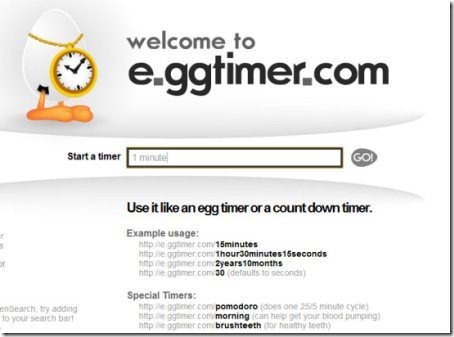 welcome to
e.ggtimer.com
Start a timer 1 minute GO!
Use it like an egg timer or a count down timer.
Example usage:
http://e.ggtimer.com/15minutes
http://e.ggtimer.com/1hour30minutes15seconds
http://e.ggtimer.com/2years10months
http://e.ggtimer.com/30 (defaults to seconds)
Special Timers:
enSearch, try adding
http://e.ggtimer.com/pomodoro (does one 25/5 minute cycle)
to your search bar!
http://e.ggtimer.com/morning (can help get your blood pumping)
http://e.ggtimer.com/brushteeth (for healthy teeth)